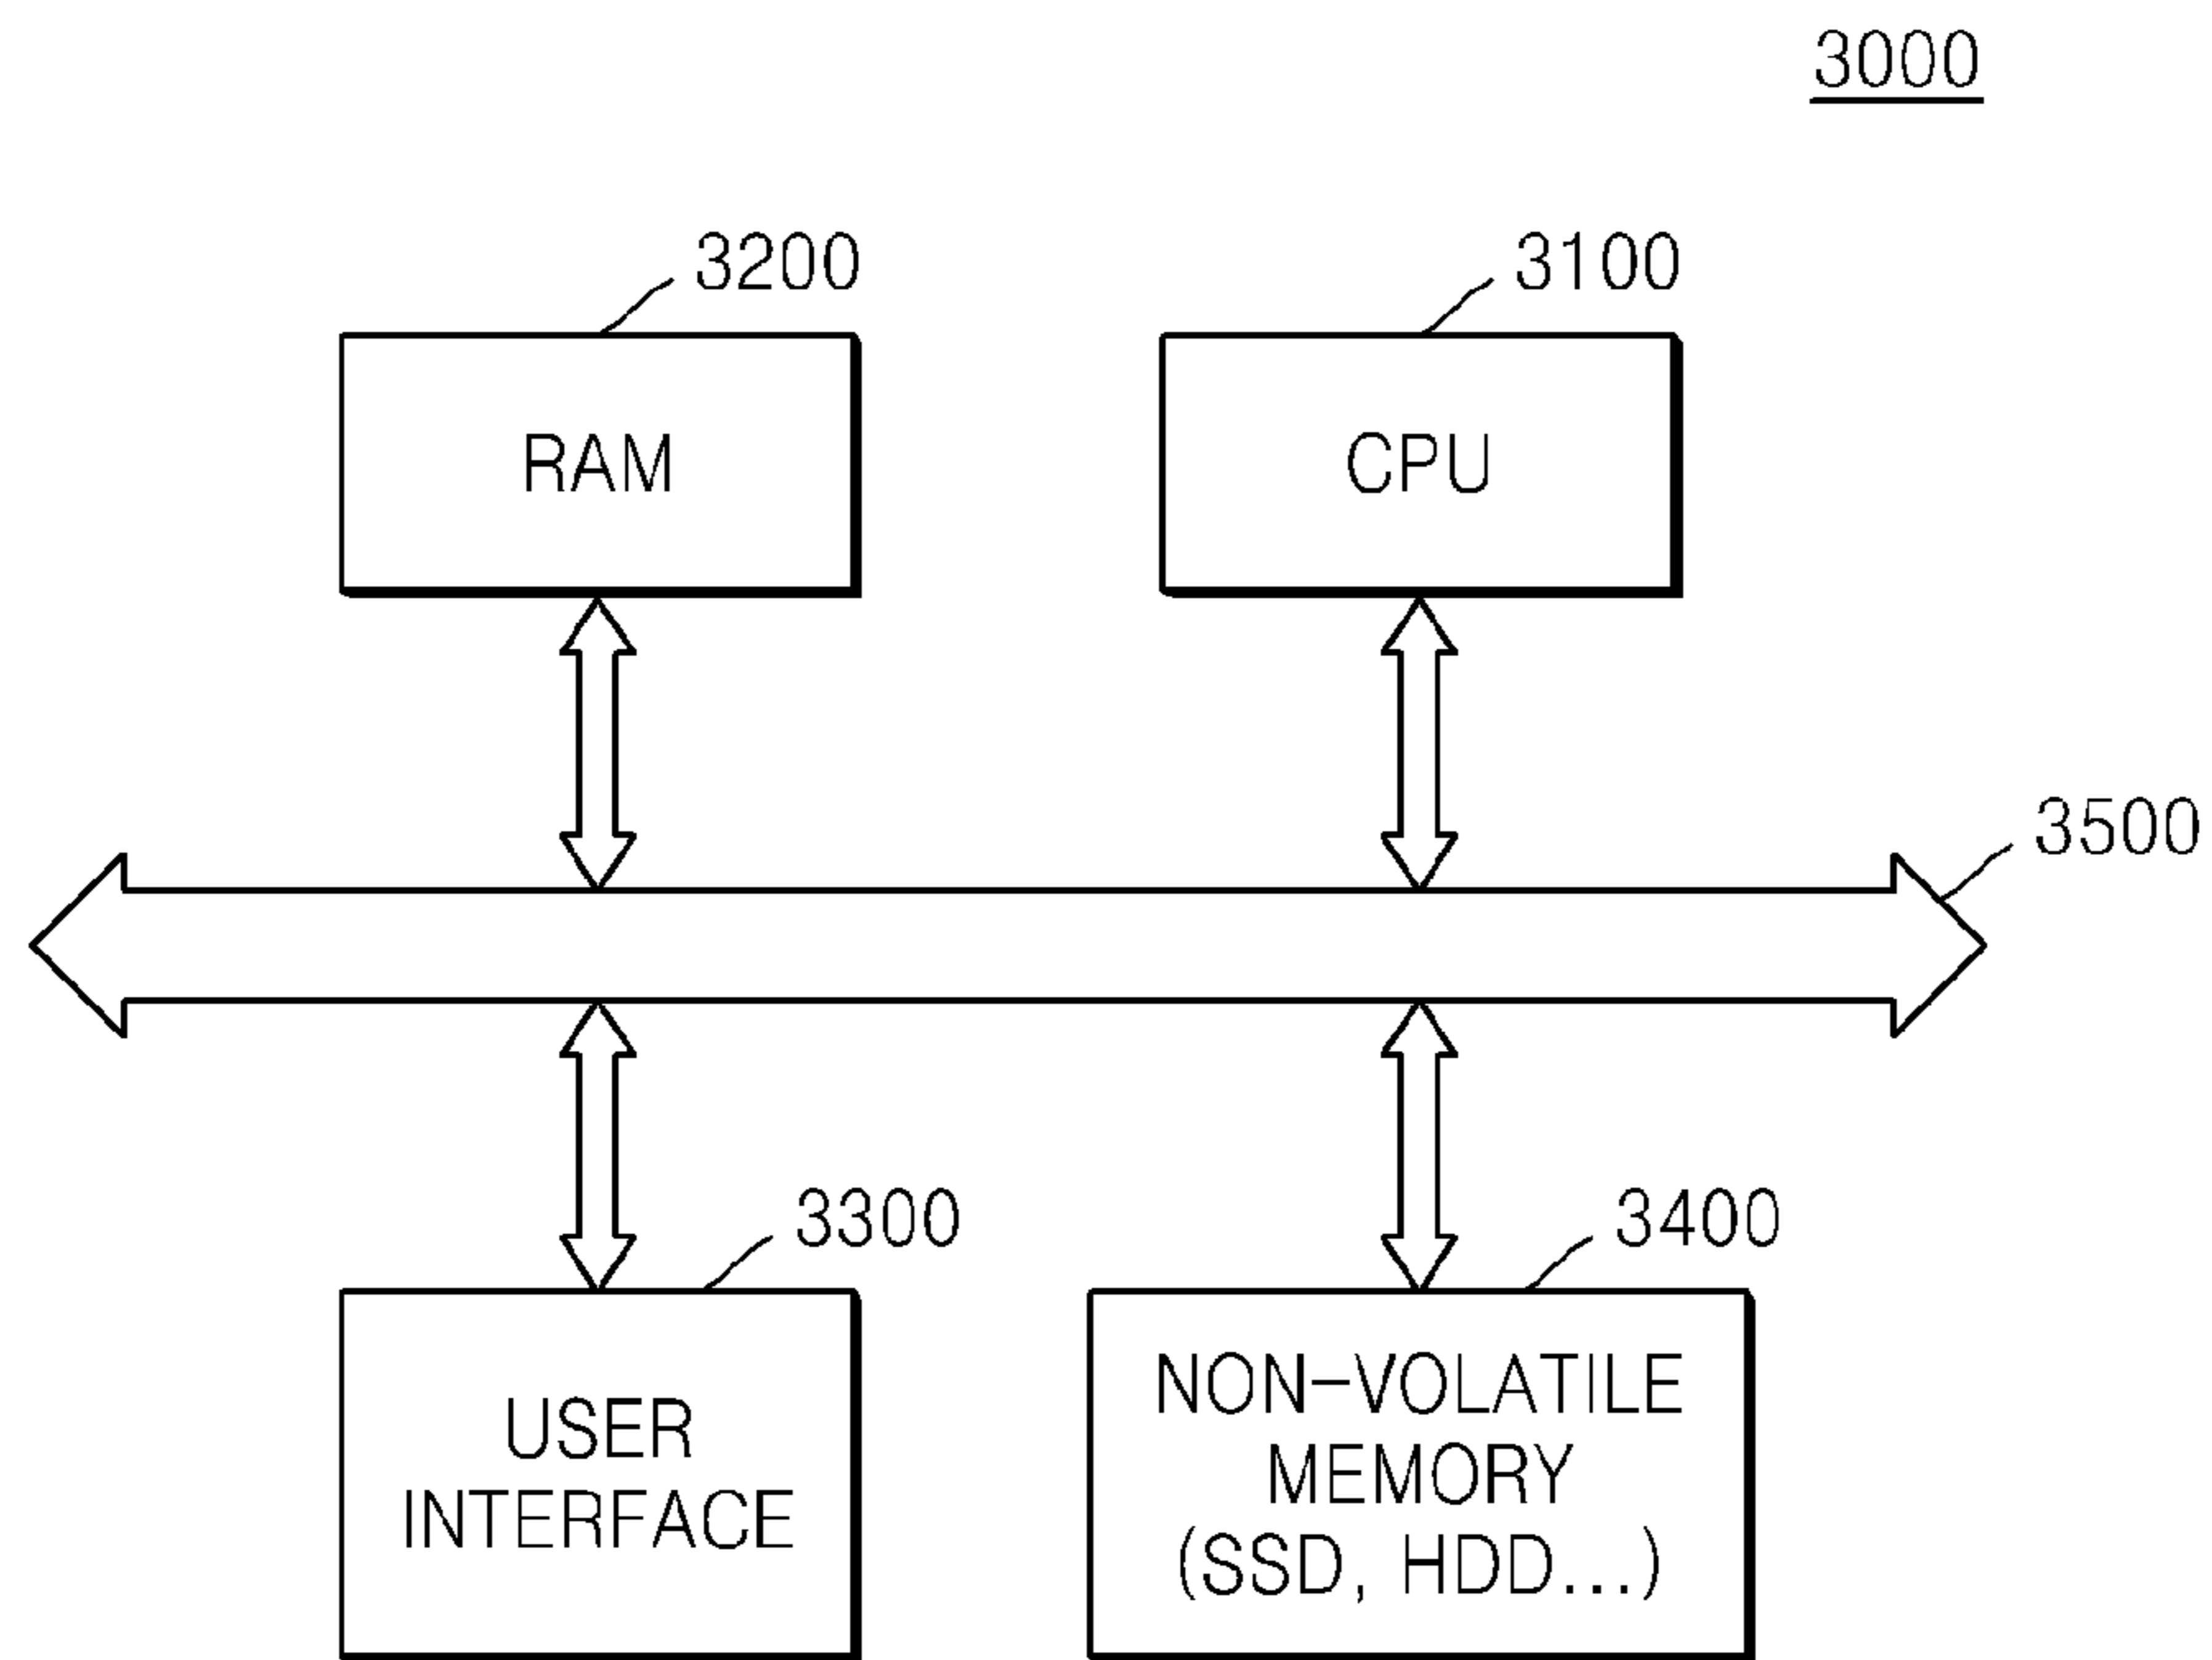 3000
3200
3100
RAM
CPU
3500
3300
3400
USER
INTERFACE
NON-VOLATILE
MEMORY
(SSD, HDD...)